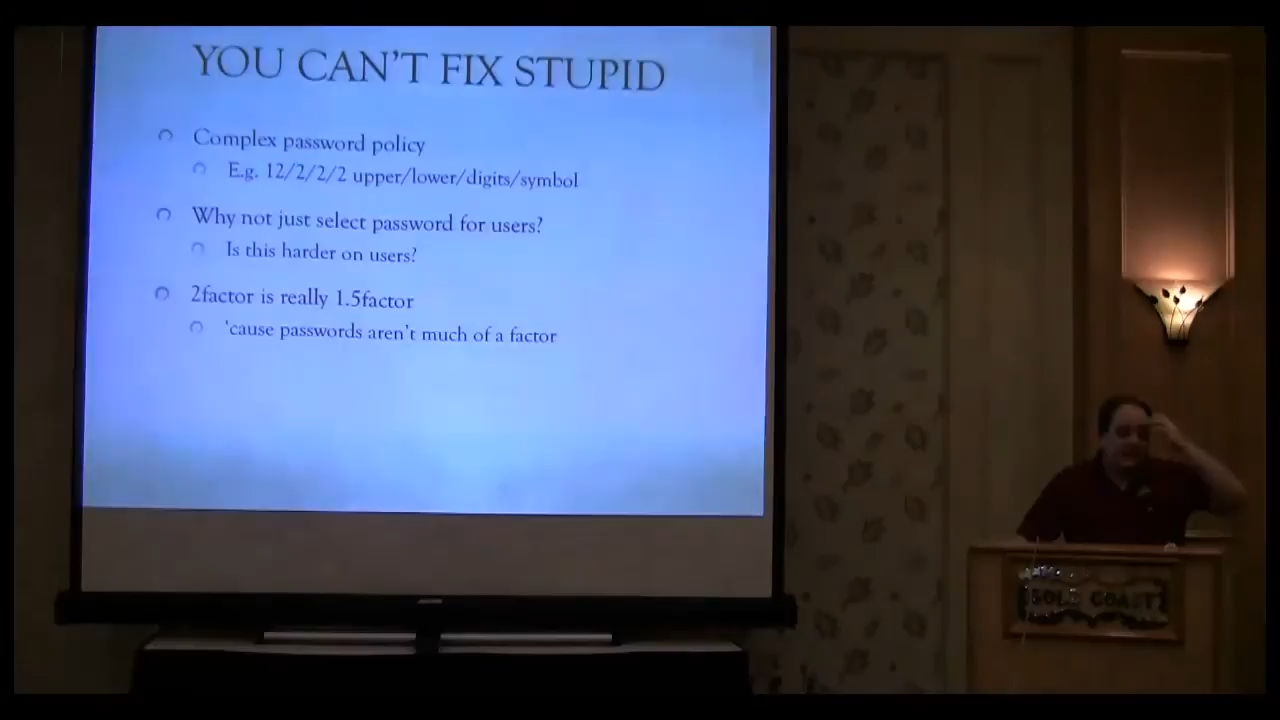 YOU CAN'T FIX STUPID
Complex password policy
E.g. 12/2/2/2 upper/lower/digits/symbol
Why not just select password for users?
Is this harder on users?
2factor is really 1.5factor
'cause passwords aren't much of a factor
GOLD COAST